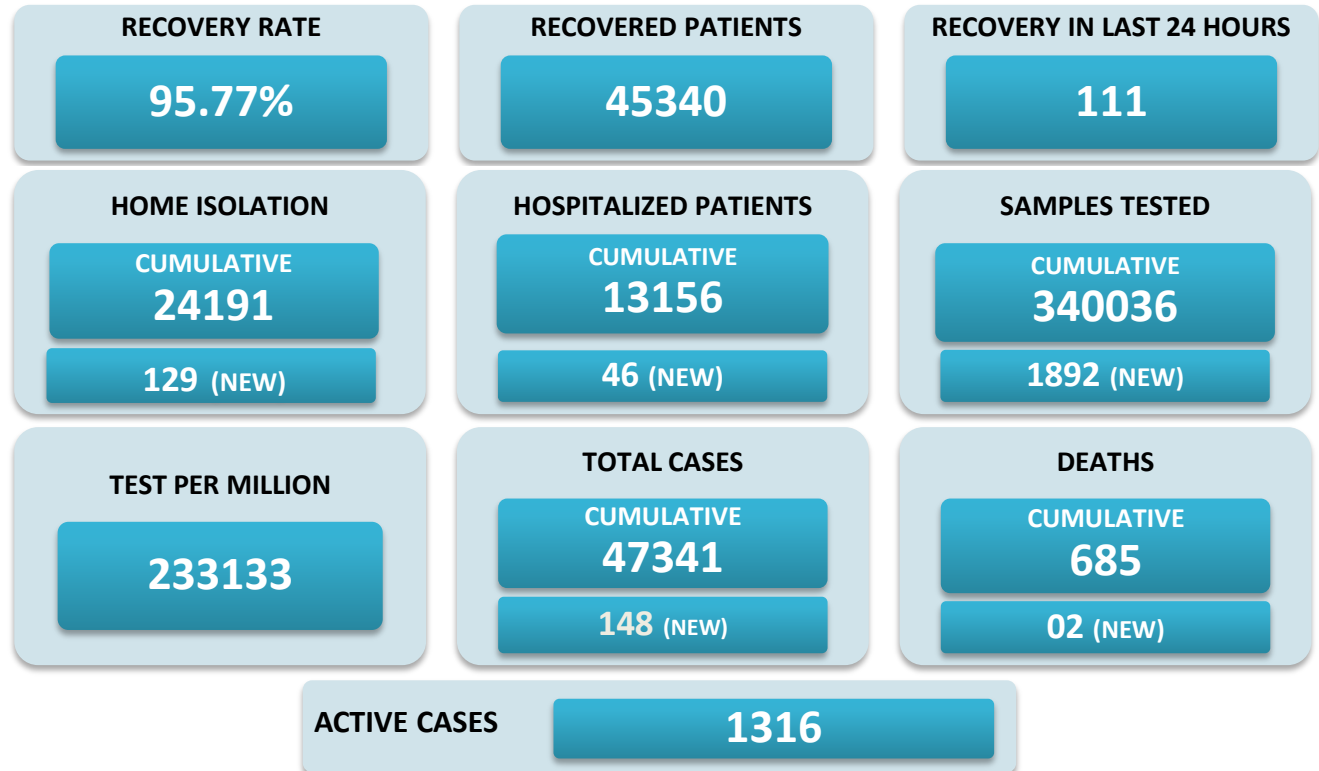 RECOVERY RATE
95.77%
RECOVERED PATIENTS
45340
RECOVERY IN LAST 24 HOURS
111
HOME ISOLATION
CUMULATIVE
24191
129 (NEW)
HOSPITALIZED PATIENTS
CUMULATIVE
13156
46 (NEW)
SAMPLES TESTED
CUMULATIVE
340036
1892 (NEW)
TEST PER MILLION
233133
TOTAL CASES
CUMULATIVE
47341
148 (NEW)
DEATHS
CUMULATIVE
685
02 (NEW)
ACTIVE CASES
1316